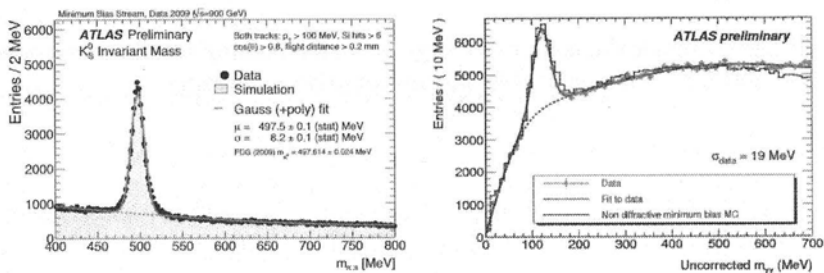 Minimum Bias Stream, Data 2009 √s=900 GeV)
Entries / 2 MeV
6000
5000
4000
3000
2000
1000
0
ATLAS Preliminary
K⁰S Invariant Mass
Both tracks: pT > 100 MeV, Si hits > 6
cos(θ) > 0.8, flight distance > 0.2 mm
Data
Simulation
Gauss (+poly) fit
μ = 497.5 ± 0.1 (stat) MeV
σ = 8.2 ± 0.1 (stat) MeV
PDG (2009) m = 497.614 ± 0.024 MeV
400 450 500 550 600 650 700 750 800
[MeV]
Entries / ( 10 MeV)
6000
5000
4000
3000
2000
1000
0
ATLAS preliminary
σdata = 19 MeV
Data
Fit to data
Non diffractive minimum bias MC
0 100 200 300 400 500 600 700
Uncorrected mγγ (MeV)